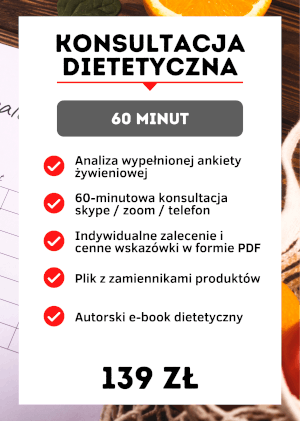 KONSULTACJA
DIETETYCZNA
60 MINUT
Analiza wypełnionej ankiety
żywieniowej
60-minutowa konsultacja
skype / zoom / telefon
Indywidualne zalecenie i
cenne wskazówki w formie PDF
Plik z zamiennikami produktów
Autorski e-book dietetyczny
139 ZŁ